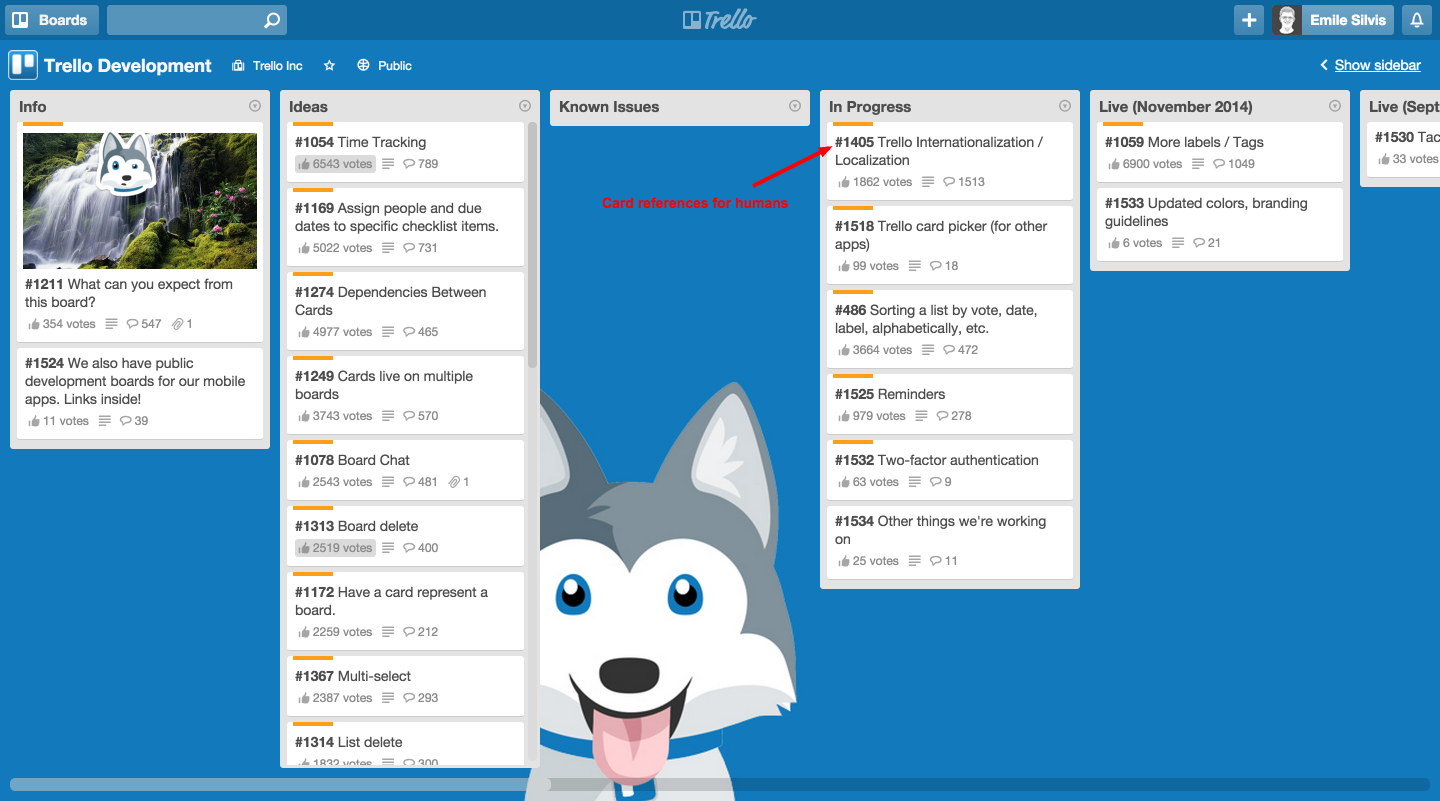 Boards
Trello
Emile Silvis
Trello Development
Trello Inc
Public
Show sidebar
Info
#1211 What can you expect from
this board?
354 votes 547 1
#1524 We also have public
development boards for our mobile
apps. Links inside!
11 votes 39
Ideas
#1054 Time Tracking
6543 votes 789
#1169 Assign people and due
dates to specific checklist items.
5022 votes 731
#1274 Dependencies Between
Cards
4977 votes 465
#1249 Cards live on multiple
boards
3743 votes 570
#1078 Board Chat
2543 votes 481 1
#1313 Board delete
2519 votes 400
#1172 Have a card represent a
board.
2259 votes 212
#1367 Multi-select
2387 votes 293
#1314 List delete
1832 votes 300
Known Issues
Card references for humans
In Progress
#1405 Trello Internationalization /
Localization
1862 votes 1513
#1518 Trello card picker (for other
apps)
99 votes 18
#486 Sorting a list by vote, date,
label, alphabetically, etc.
3664 votes 472
#1525 Reminders
979 votes 278
#1532 Two-factor authentication
63 votes 9
#1534 Other things we're working
on
25 votes 11
Live (November 2014)
#1059 More labels / Tags
6900 votes 1049
#1533 Updated colors, branding
guidelines
6 votes 21
Live (Sept
#1530 Tac
33 votes